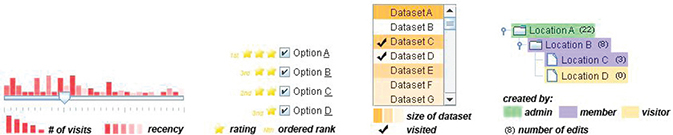 # of visits
recency
1st
Option A
2nd
Option B
2nd
Option C
3rd
Option D
rating
nth
ordered rank
Dataset A
Dataset B
Dataset C
Dataset D
Dataset E
Dataset F
Dataset G
size of dataset
visited
Location A (22)
Location B (8)
Location C (3)
Location D (0)
created by:
admin
member
visitor
(8) number of edits